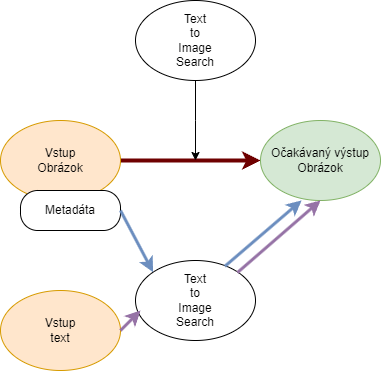 Text
to
Image
Search
Vstup
Obrázok
Očakávaný výstup
Obrázok
Metadáta
Text
to
Image
Search
Vstup
text